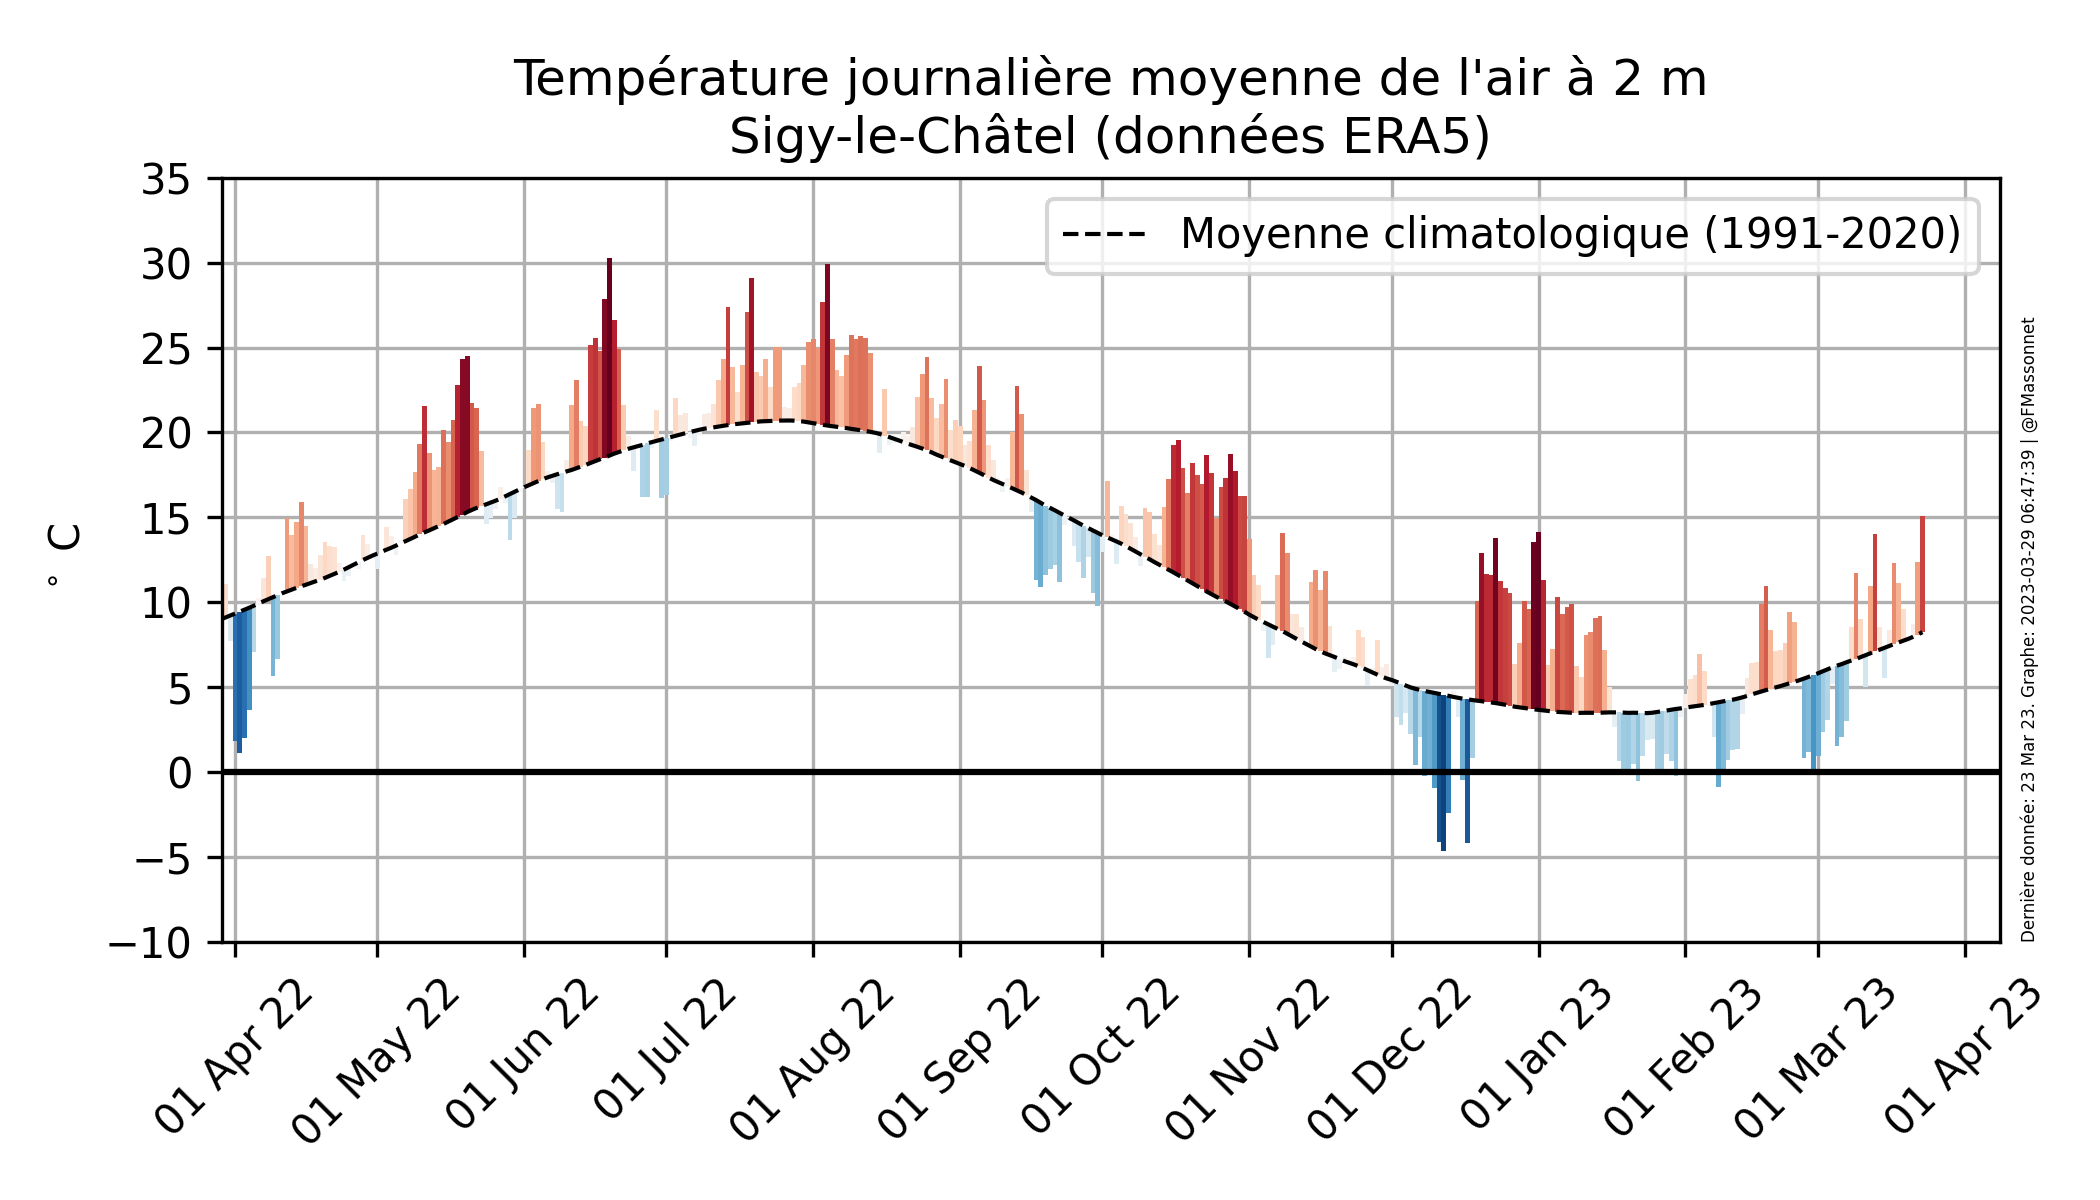 Température journalière moyenne de l'air à 2 m
Sigy-le-Châtel (données ERA5)
Moyenne climatologique (1991-2020)
° C
35
30
25
20
15
10
5
0
−5
−10
01 Apr 22
01 May 22
01 Jun 22
01 Jul 22
01 Aug 22
01 Sep 22
01 Oct 22
01 Nov 22
01 Dec 22
01 Jan 23
01 Feb 23
01 Mar 23
01 Apr 23
Dernière donnée: 23 Mar 23. Graphe: 2023-03-29 06:47:39 | @FMassonnet